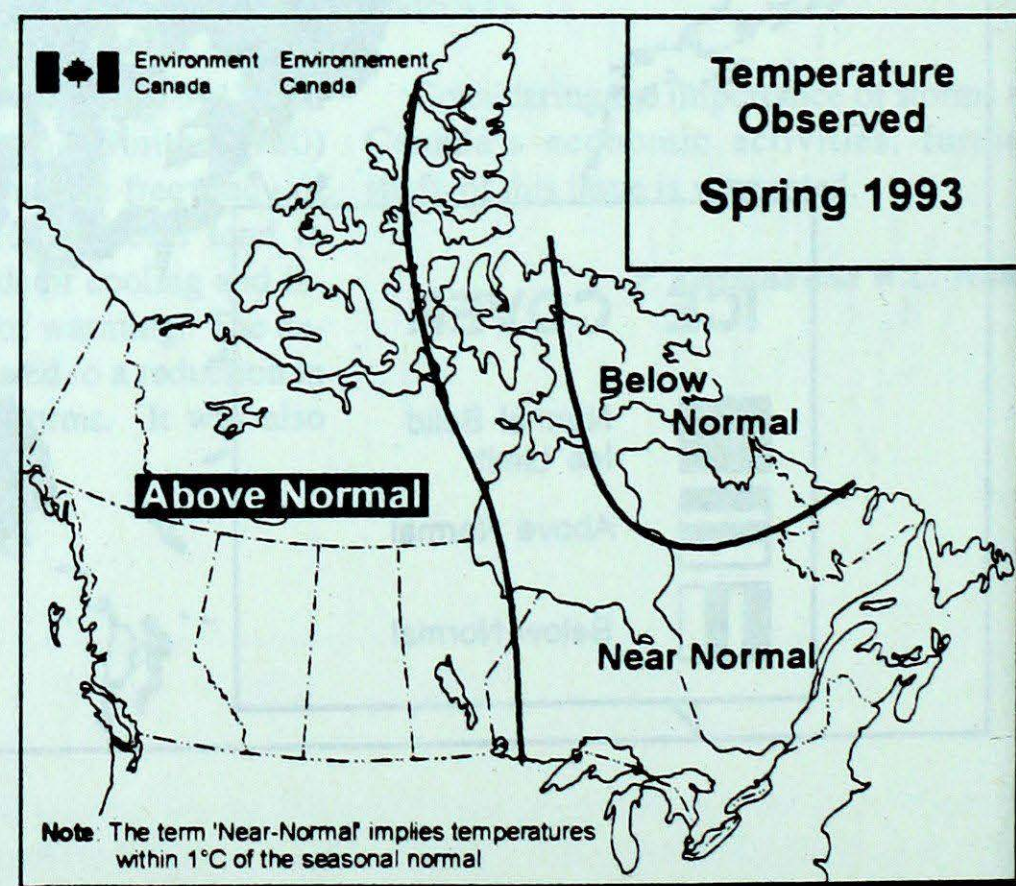 Environment Environnement
Canada Canada
Temperature
Observed
Spring 1993
Below
Normal
Above Normal
Near Normal
Note: The term 'Near-Normal' implies temperatures
within 1°C of the seasonal normal